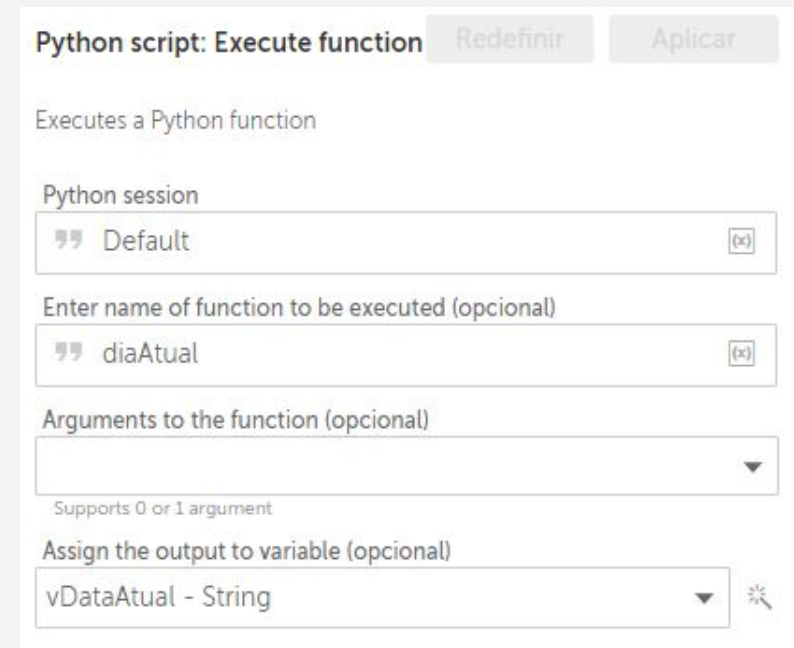 Python script: Execute function Redefinir Aplicar
Executes a Python function
Python session
Default (x)
Enter name of function to be executed (opcional)
diaAtual (x)
Arguments to the function (opcional)
Supports 0 or 1 argument
Assign the output to variable (opcional)
vDataAtual - String